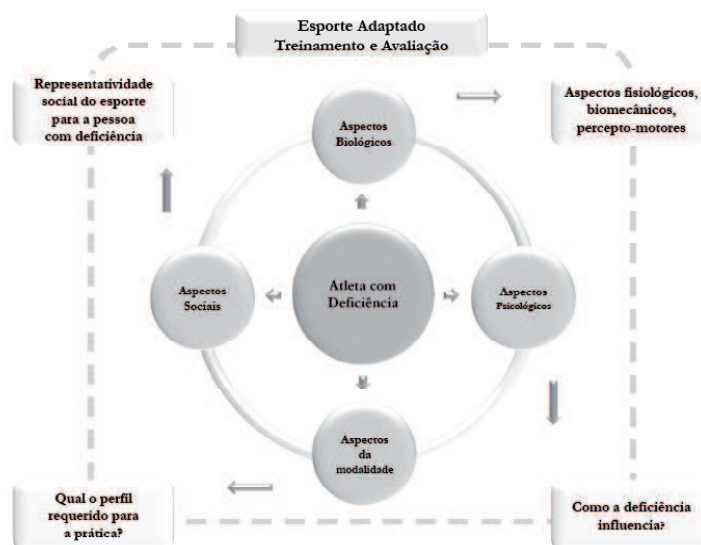 Esporte Adaptado
Treinamento e Avaliação
Representatividade
social do esporte
para a pessoa
com deficiência
Aspectos fisiológicos,
biomecânicos,
percepto-motores
Aspectos
Biológicos
Aspectos
Sociais
Atleta com
Deficiência
Aspectos
Psicológicos
Aspectos
da
modalidade
Qual o perfil
requerido para
a prática?
Como a deficiência
influencia?